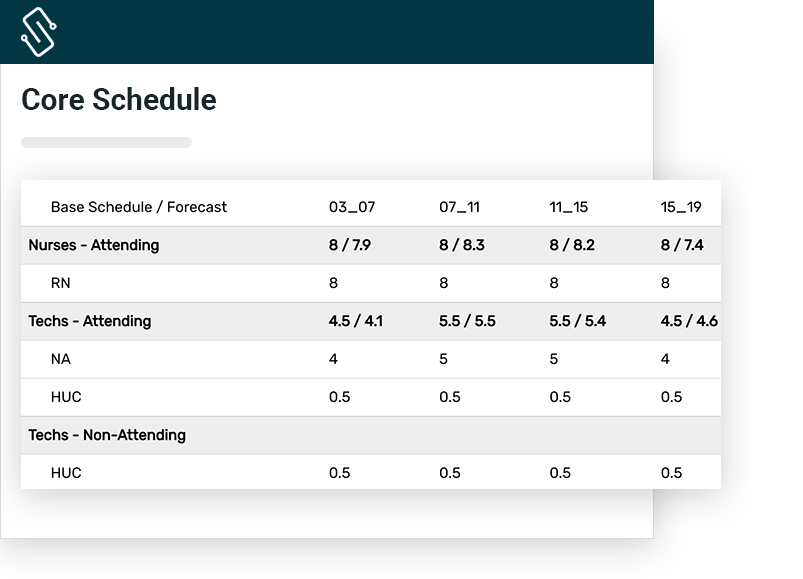 Core Schedule
Base Schedule / Forecast 03_07 07_11 11_15 15_19
Nurses - Attending 8 / 7.9 8 / 8.3 8 / 8.2 8 / 7.4
RN 8 8 8 8
Techs - Attending 4.5 / 4.1 5.5 / 5.5 5.5 / 5.4 4.5 / 4.6
NA 4 5 5 4
HUC 0.5 0.5 0.5 0.5
Techs - Non-Attending
HUC 0.5 0.5 0.5 0.5